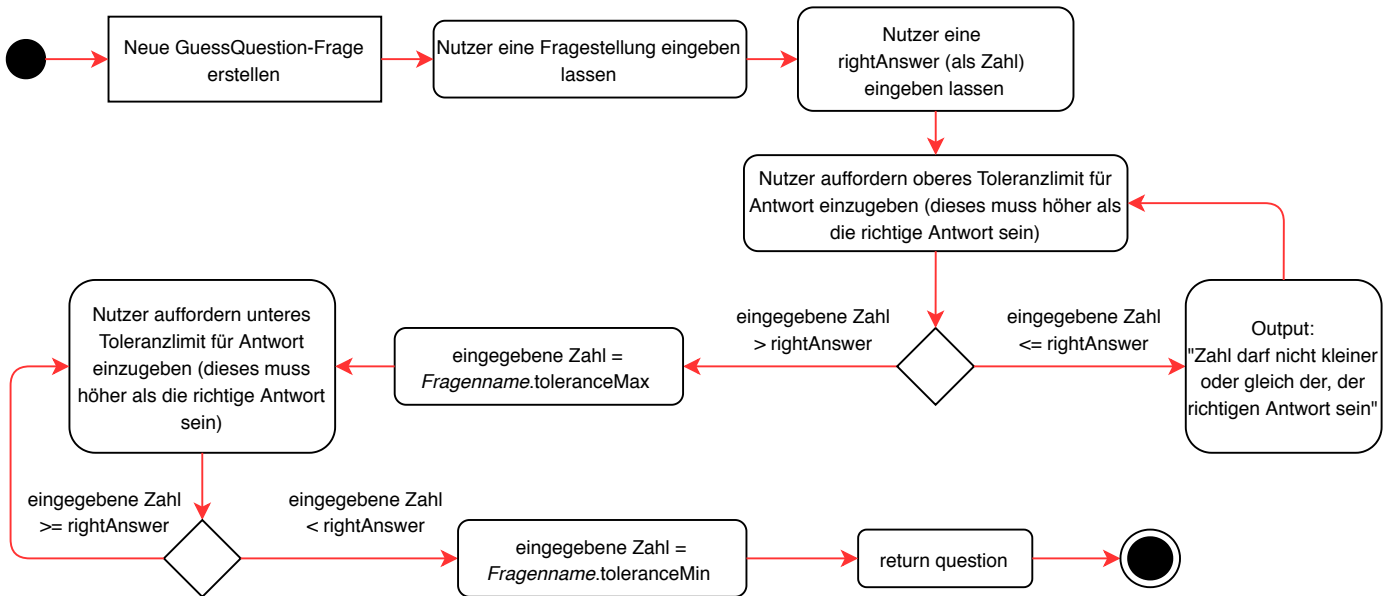 Neue GuessQuestion-Frage
erstellen
Nutzer eine Fragestellung eingeben
lassen
Nutzer eine
rightAnswer (als Zahl)
eingeben lassen
Nutzer auffordern oberes Toleranzlimit für
Antwort einzugeben (dieses muss höher als
die richtige Antwort sein)
eingegebene Zahl
> rightAnswer
eingegebene Zahl
<= rightAnswer
Output:
"Zahl darf nicht kleiner
oder gleich der, der
richtigen Antwort sein"
eingegebene Zahl =
Fragenname.toleranceMax
Nutzer auffordern unteres
Toleranzlimit für Antwort
einzugeben (dieses muss
höher als die richtige Antwort
sein)
eingegebene Zahl
>= rightAnswer
eingegebene Zahl
< rightAnswer
eingegebene Zahl =
Fragenname.toleranceMin
return question